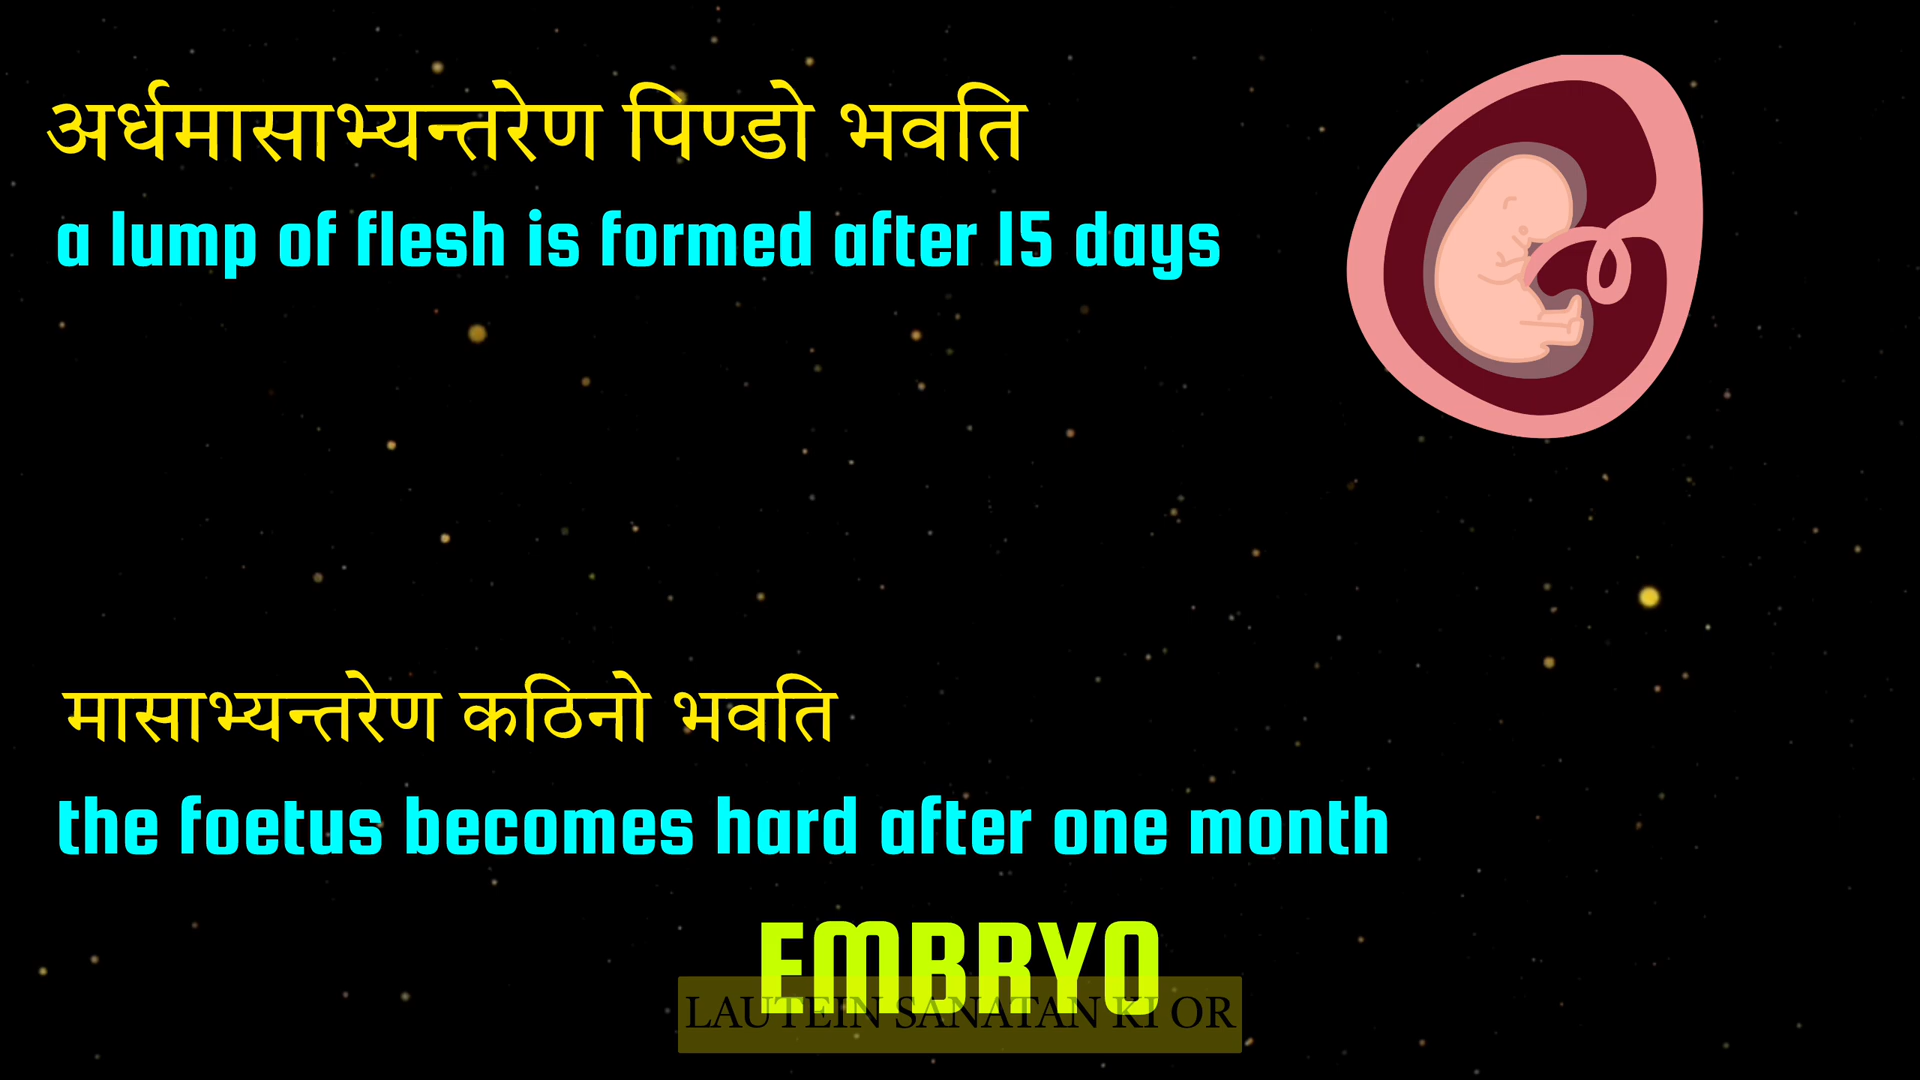 अर्धमासाभ्यन्तरेण पिण्डो भवति
a lump of flesh is formed after 15 days
मासाभ्यन्तरेण कठिनो भवति
the foetus becomes hard after one month
EMBRYO
LAUTEIN SANATAN KI OR